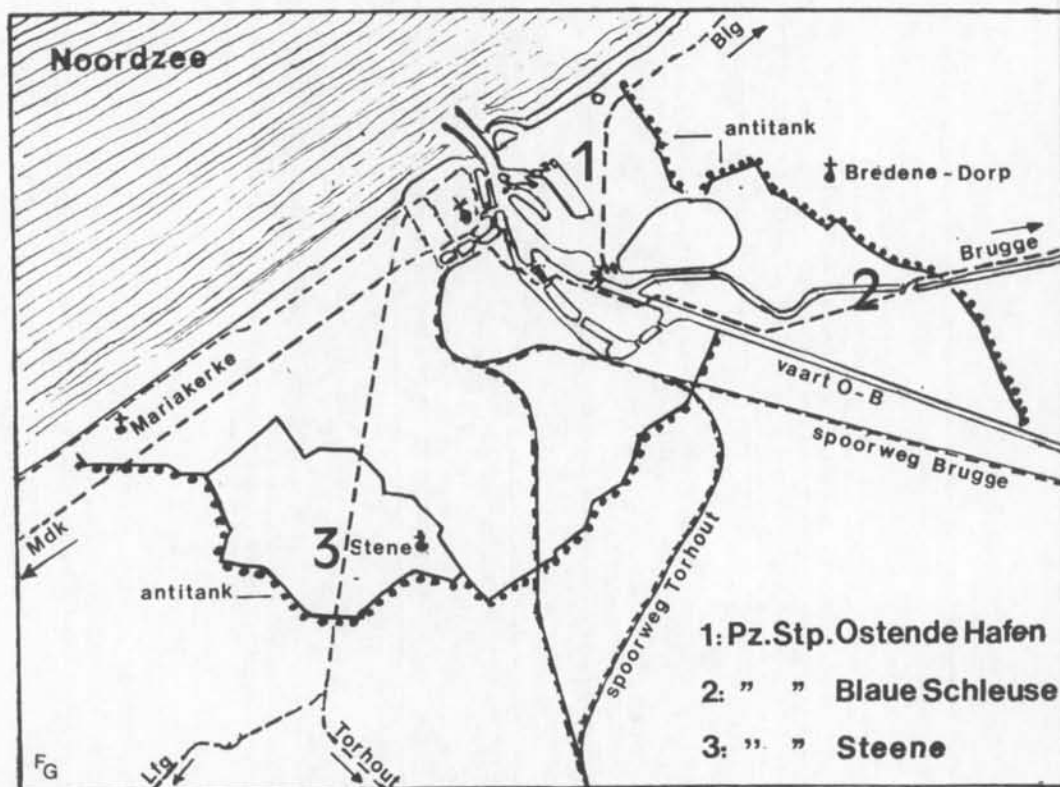 Noordzee
Blg
antitank
1
Bredene-Dorp
Brugge
2
Mariakerke
vaart O-B
spoorweg Brugge
Mdk
3
Stene
antitank
spoorweg Torhout
1: Pz.Stp. Ostende Hafen
2: " " Blaue Schleuse
3: " " Steene
Lfg
Torhout
FG